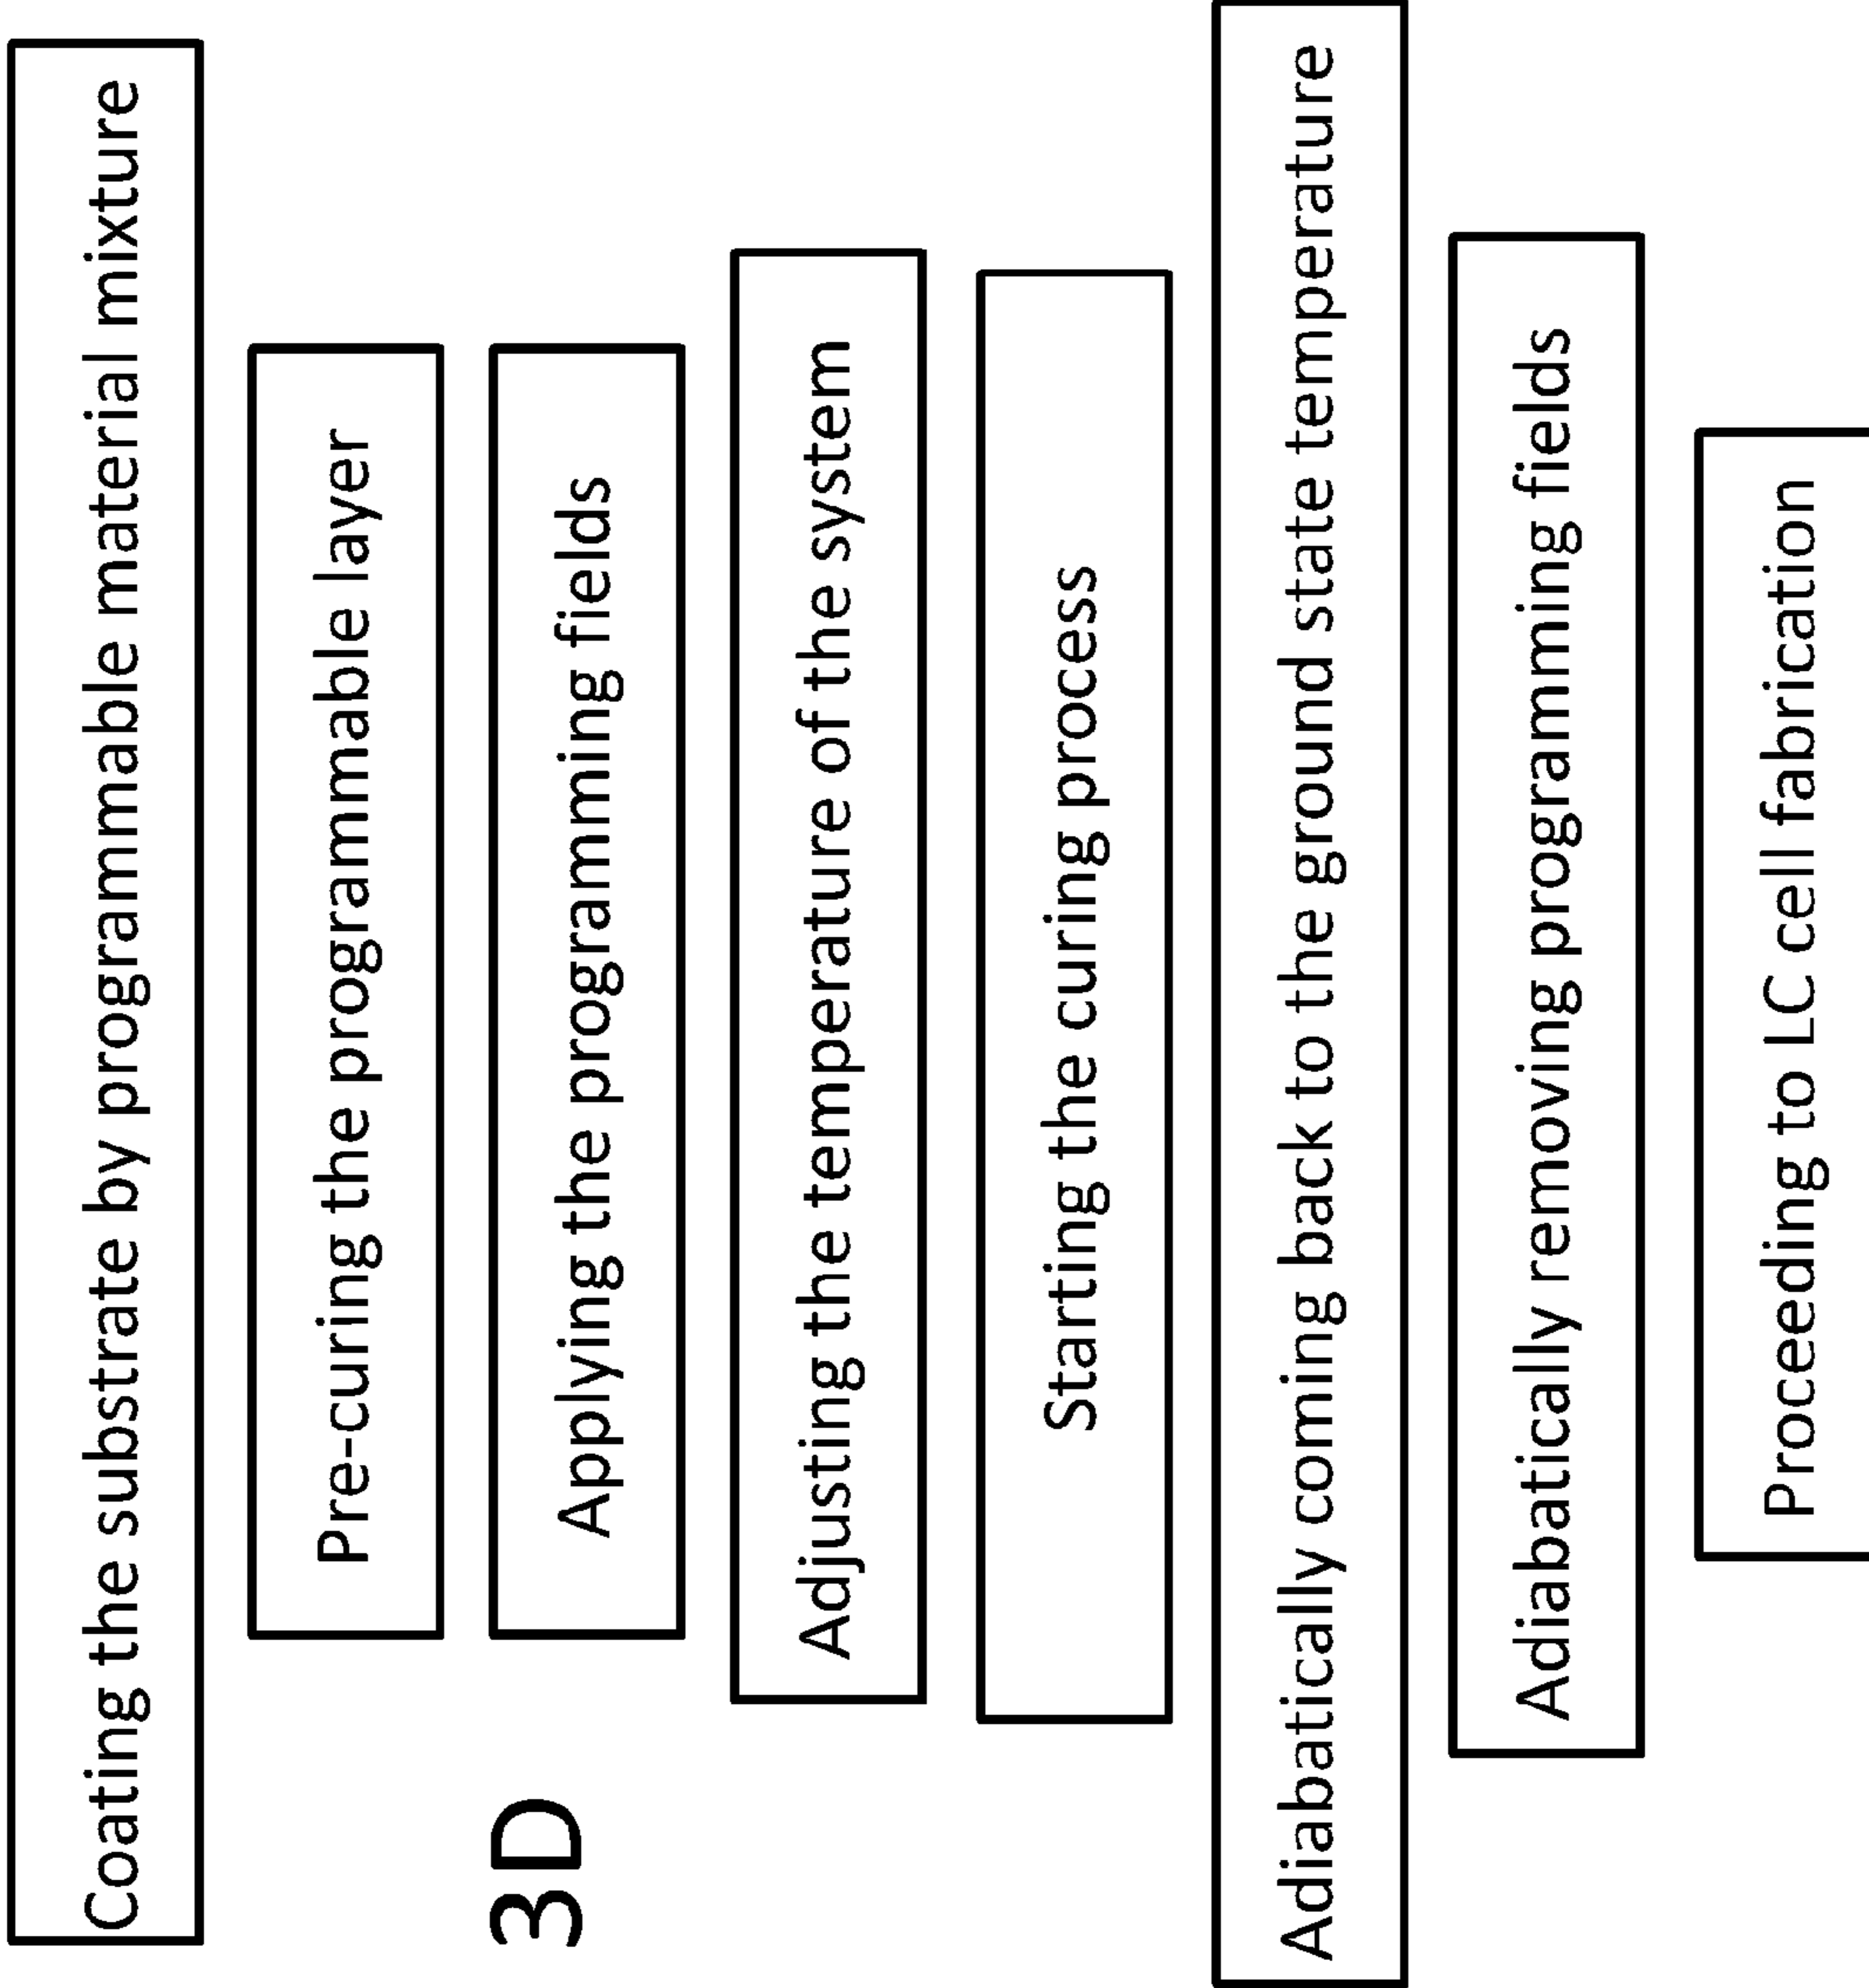 Coating the substrate by programmable material mixture
Pre-curing the programmable layer
3D
Applying the programming fields
Adjusting the temperature of the system
Starting the curing process
Adiabatically coming back to the ground state temperature
Adiabatically removing programming fields
Proceeding to LC cell fabrication